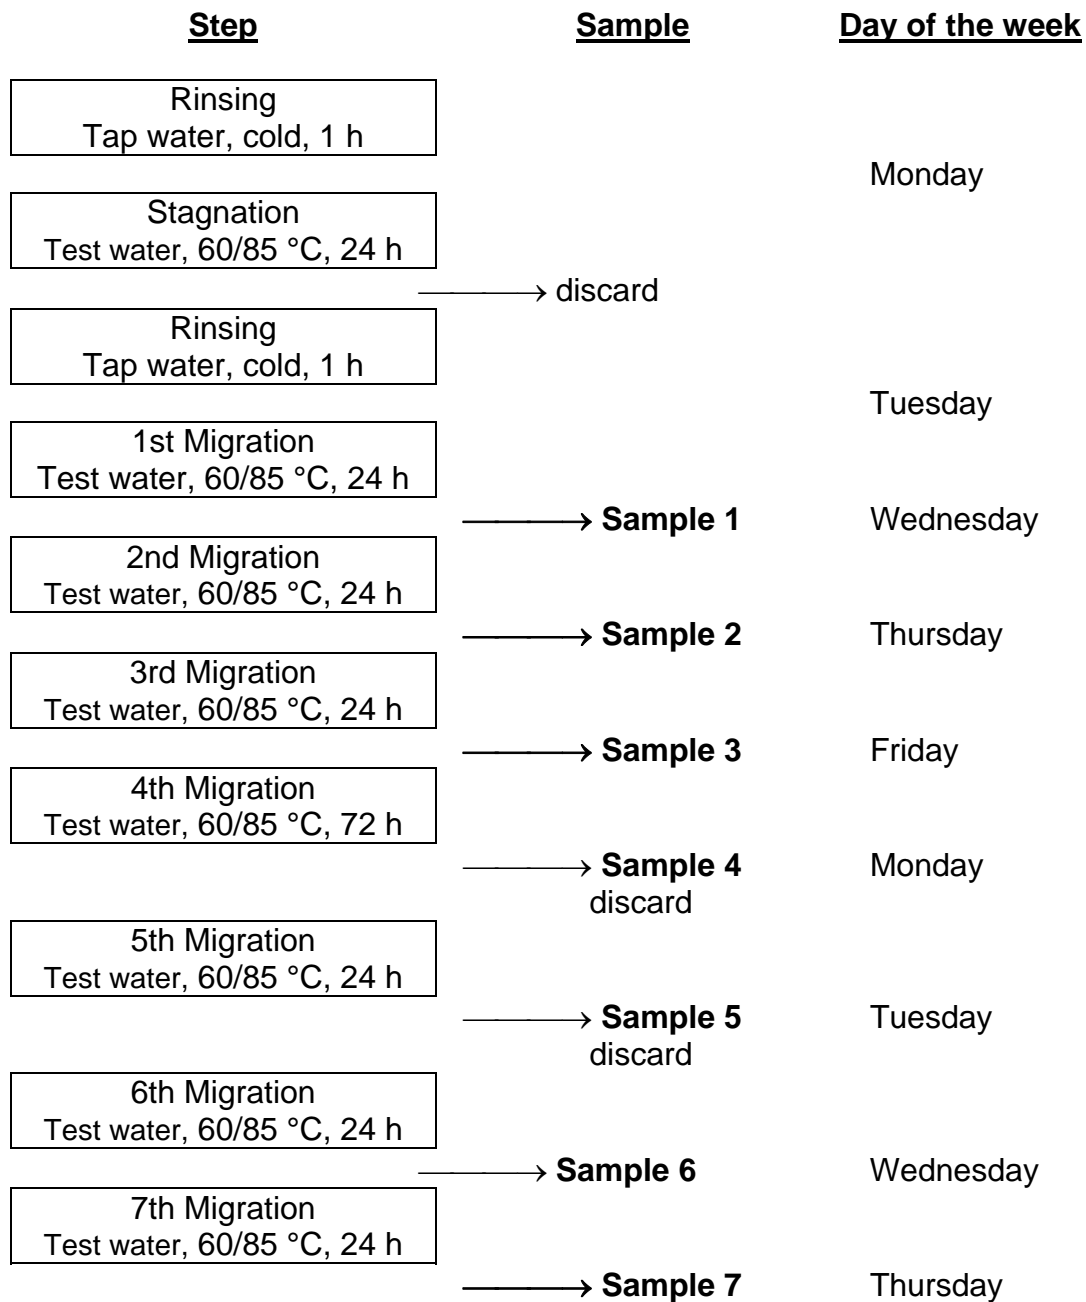 Step Sample Day of the week
Rinsing
Tap water, cold, 1 h
Monday
Stagnation
Test water, 60/85 °C, 24 h
→ discard
Rinsing
Tap water, cold, 1 h
Tuesday
1st Migration
Test water, 60/85 °C, 24 h
→ Sample 1 Wednesday
2nd Migration
Test water, 60/85 °C, 24 h
→ Sample 2 Thursday
3rd Migration
Test water, 60/85 °C, 24 h
→ Sample 3 Friday
4th Migration
Test water, 60/85 °C, 72 h
→ Sample 4 Monday
discard
5th Migration
Test water, 60/85 °C, 24 h
→ Sample 5 Tuesday
discard
6th Migration
Test water, 60/85 °C, 24 h
→ Sample 6 Wednesday
7th Migration
Test water, 60/85 °C, 24 h
→ Sample 7 Thursday